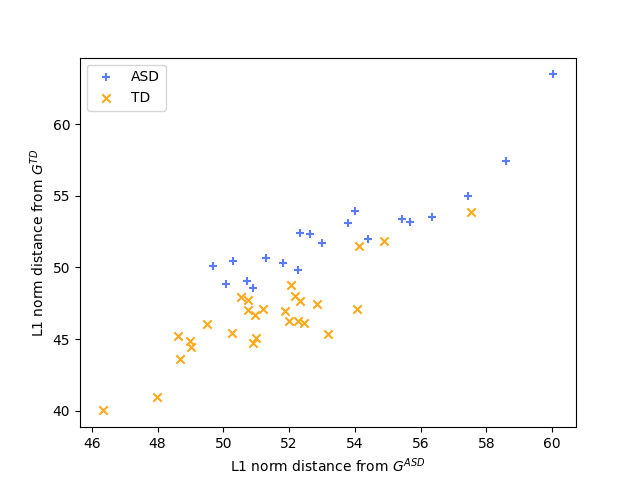 ASD
TD
60
55
50
45
40
L1 norm distance from G^{TD}
46 48 50 52 54 56 58 60
L1 norm distance from G^{ASD}